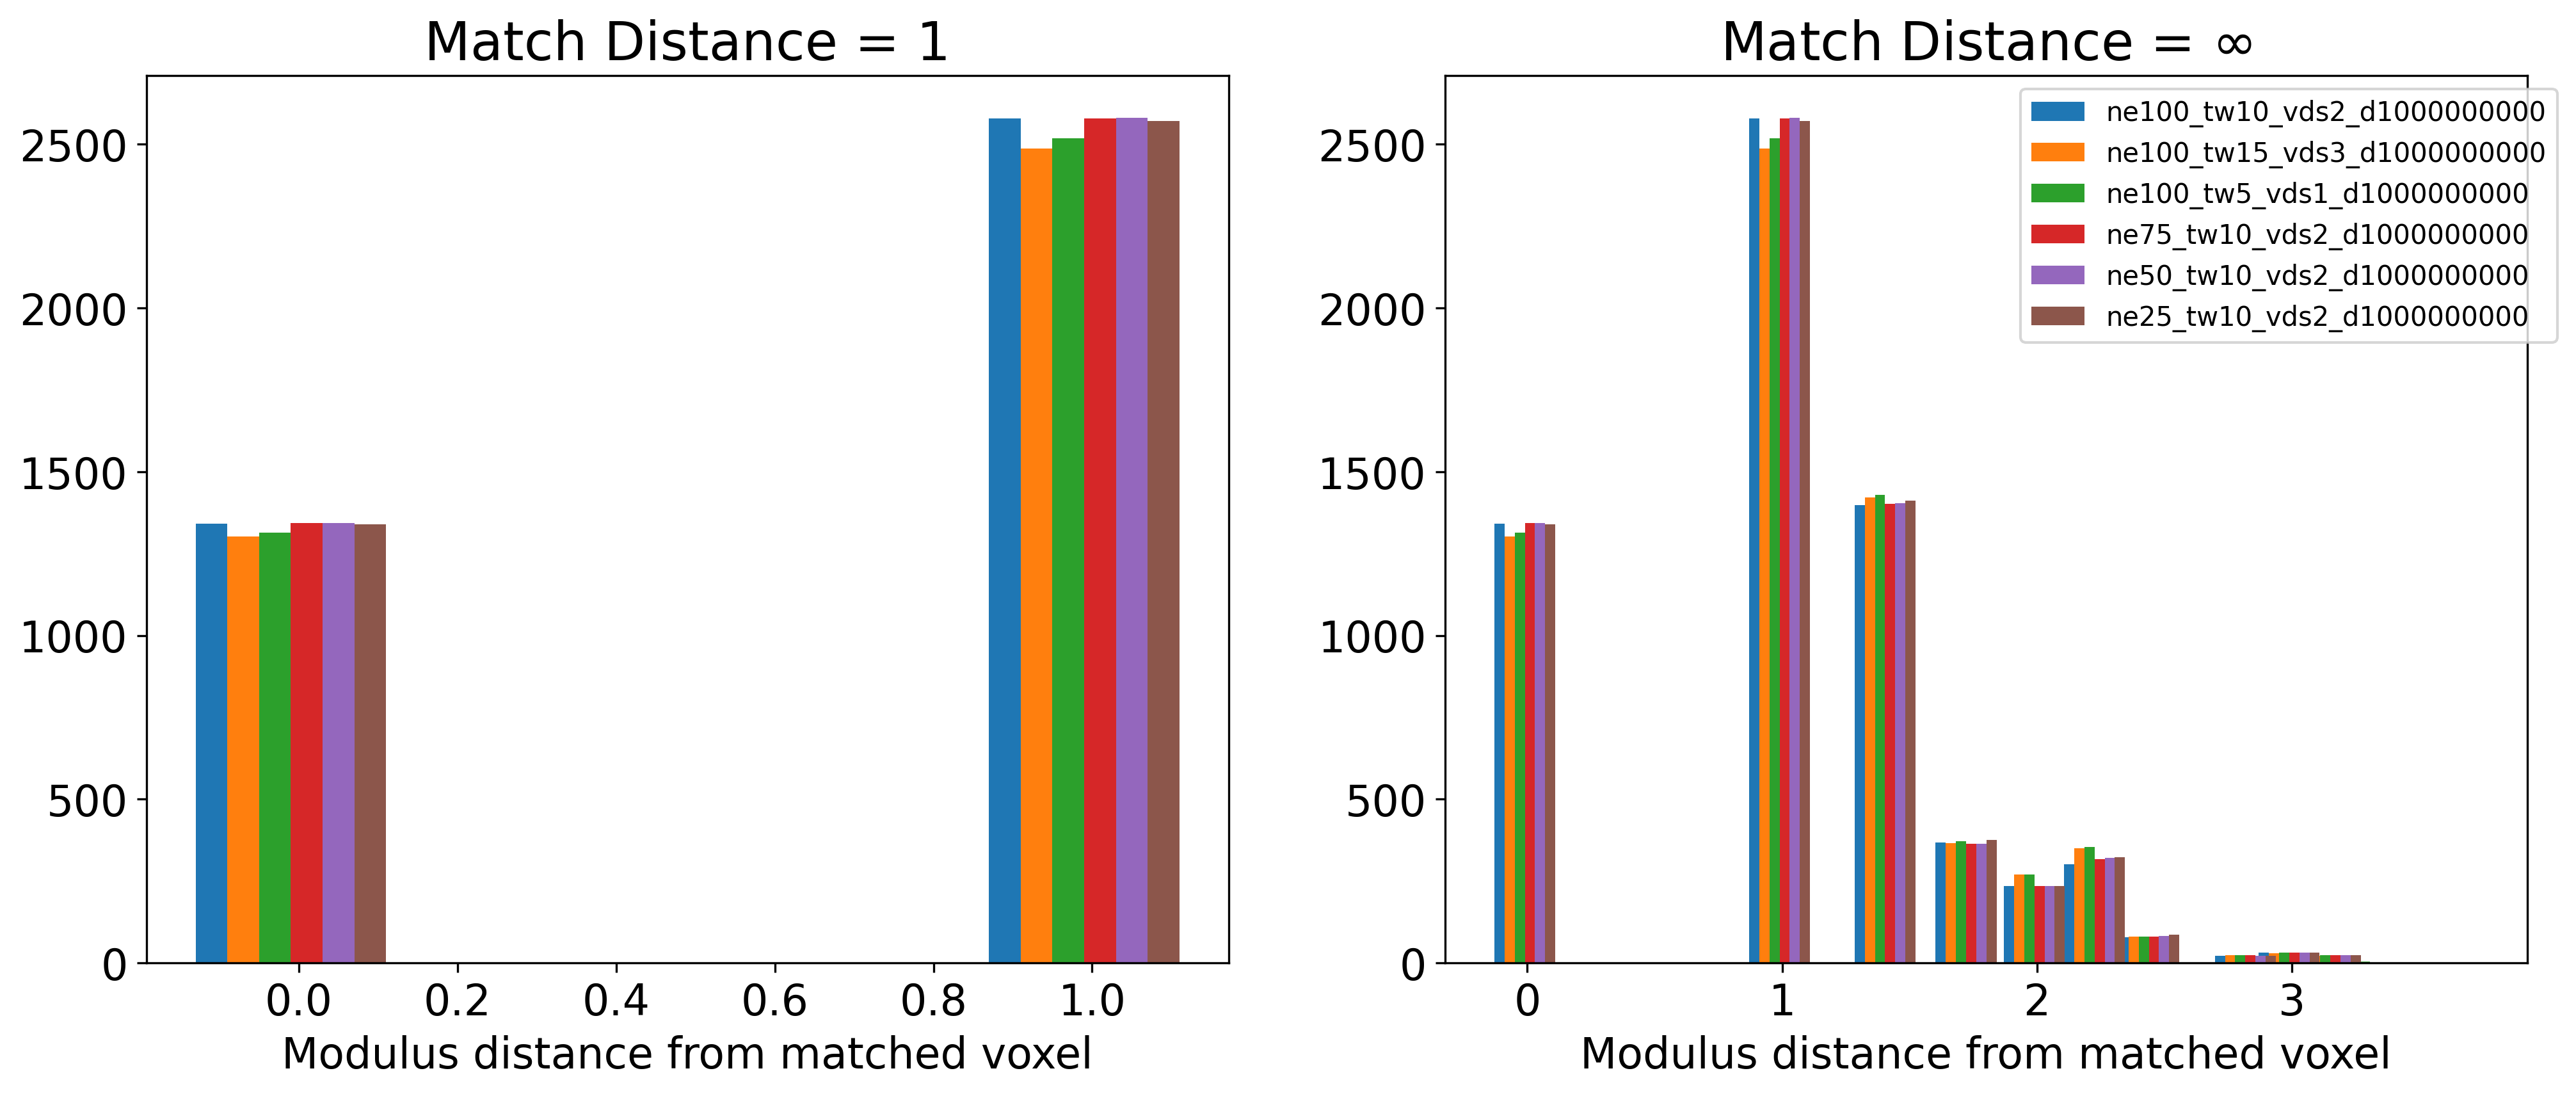 Match Distance = 1
2500
2000
1500
1000
500
0
0.0 0.2 0.4 0.6 0.8 1.0
Modulus distance from matched voxel
Match Distance = ∞
2500
2000
1500
1000
500
0
0 1 2 3
Modulus distance from matched voxel
ne100_tw10_vds2_d1000000000
ne100_tw15_vds3_d1000000000
ne100_tw5_vds1_d1000000000
ne75_tw10_vds2_d1000000000
ne50_tw10_vds2_d1000000000
ne25_tw10_vds2_d1000000000